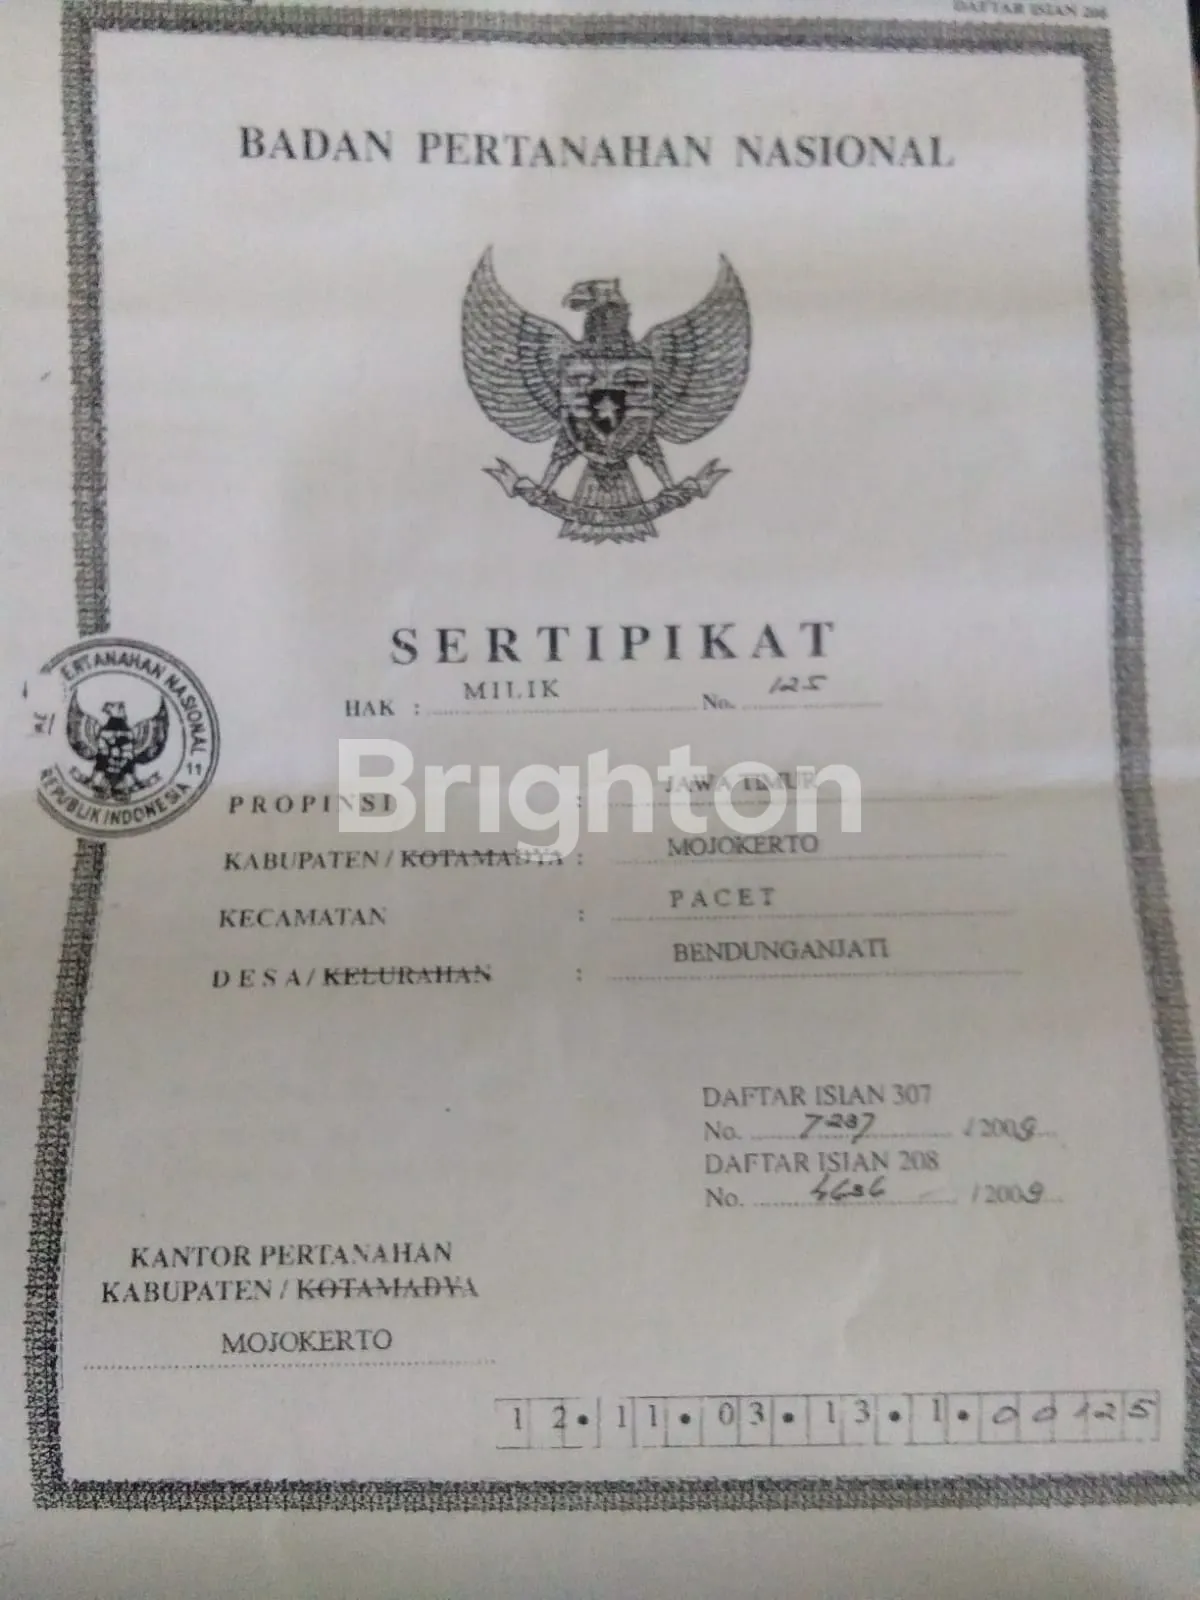 DAFTAR ISIAN 206
BADAN PERTANAHAN NASIONAL
SERTIPIKAT
HAK : MILIK No. 125
PERTANAHAN NASIONAL
REPUBLIK INDONESIA
11
Brighton
PROPINSI : JAWA TIMUR
KABUPATEN / KOTAMADYA : MOJOKERTO
KECAMATAN : PACET
DESA / KELURAHAN : BENDUNGANJATI
DAFTAR ISIAN 307
No. 7237 / 2009
DAFTAR ISIAN 208
No. / 2009
KANTOR PERTANAHAN
KABUPATEN / KOTAMADYA
MOJOKERTO
12.11.03.13.1.00125